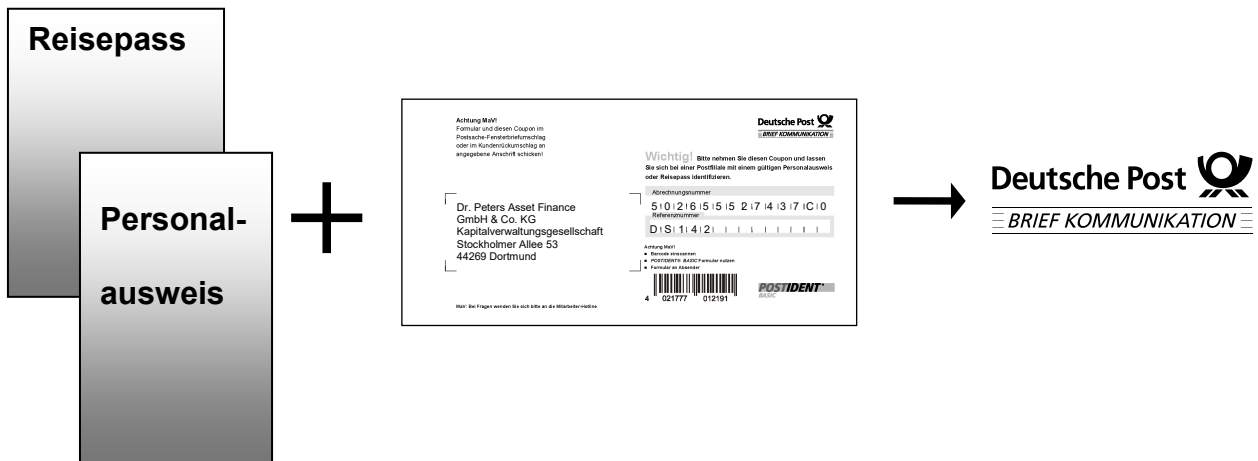 Reisepass
Personal-
ausweis
Achtung MaV!
Formular und diesen Coupon im
Postsache-Fensterbriefumschlag
oder im Kundenrückumschlag an
angegebene Anschrift schicken!
Dr. Peters Asset Finance
GmbH & Co. KG
Kapitalverwaltungsgesellschaft
Stockholmer Allee 53
44269 Dortmund
MaV: Bei Fragen wenden Sie sich bitte an die Mitarbeiter-Hotline
Deutsche Post
BRIEF KOMMUNIKATION
Wichtig! Bitte nehmen Sie diesen Coupon und lassen
Sie sich bei einer Postfiliale mit einem gültigen Personalausweis
oder Reisepass identifizieren.
Abrechnungsnummer
5 0 2 6 5 5 5 2 7 4 3 7 C 0
Referenznummer
D S 1 4 2
Achtung MaV!
■ Barcode einscannen
■ POSTIDENT® BASIC Formular nutzen
■ Formular an Absender
4 021777 012191
POSTIDENT
BASIC
Deutsche Post
BRIEF KOMMUNIKATION